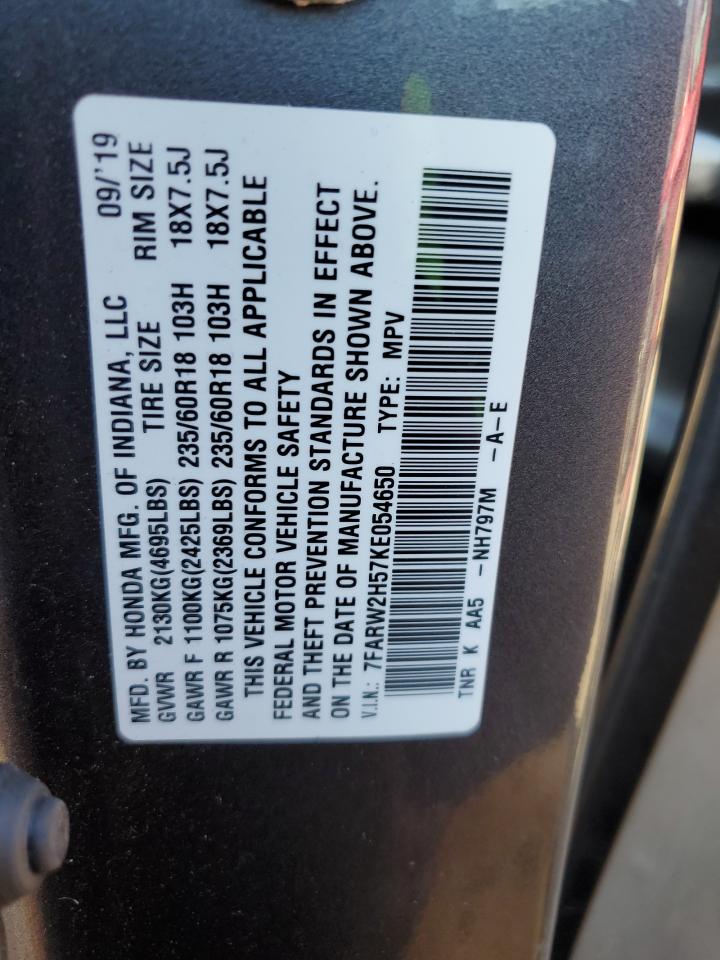 MFD. BY HONDA MFG. OF INDIANA, LLC 09/'19
GVWR 2130KG(4695LBS) TIRE SIZE RIM SIZE
GAWR F 1100KG(2425LBS) 235/60R18 103H 18X7.5J
GAWR R 1075KG(2369LBS) 235/60R18 103H 18X7.5J
THIS VEHICLE CONFORMS TO ALL APPLICABLE
FEDERAL MOTOR VEHICLE SAFETY
AND THEFT PREVENTION STANDARDS IN EFFECT
ON THE DATE OF MANUFACTURE SHOWN ABOVE.
V.I.N.: 7FARW2H57KE054650 TYPE: MPV
TNR K AA5 -NH797M -A-E